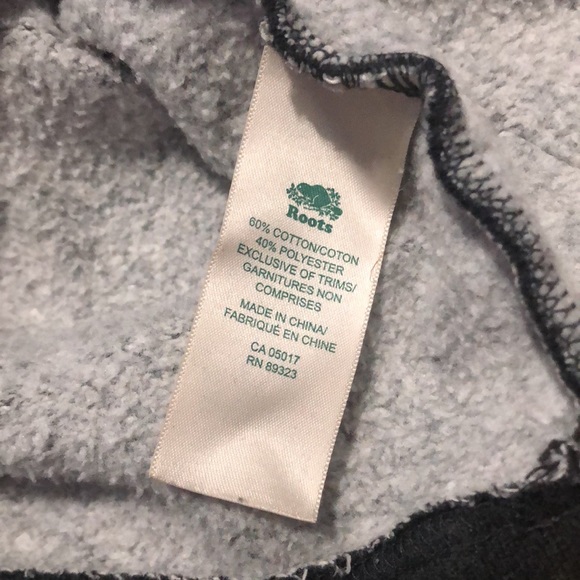 Roots
60% COTTON/COTON
40% POLYESTER
EXCLUSIVE OF TRIMS/
GARNITURES NON
COMPRISES
MADE IN CHINA/
FABRIQUÉ EN CHINE
CA 05017
RN 89323